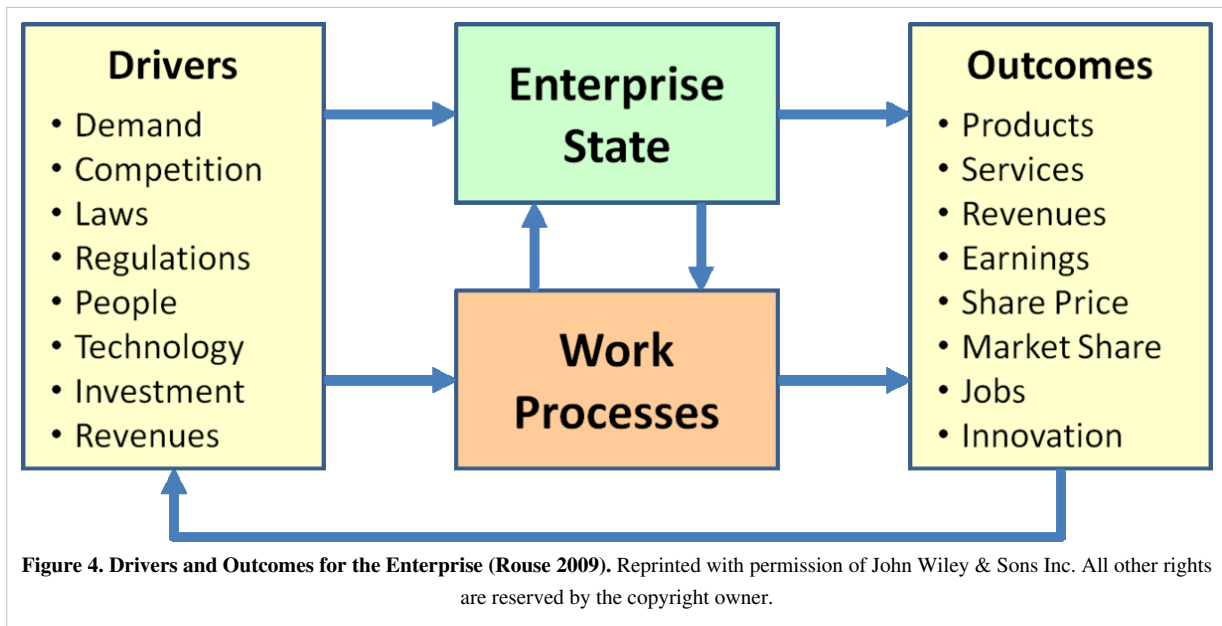 Drivers
• Demand
• Competition
• Laws
• Regulations
• People
• Technology
• Investment
• Revenues
Enterprise
State
Work
Processes
Outcomes
• Products
• Services
• Revenues
• Earnings
• Share Price
• Market Share
• Jobs
• Innovation
Figure 4. Drivers and Outcomes for the Enterprise (Rouse 2009). Reprinted with permission of John Wiley & Sons Inc. All other rights
are reserved by the copyright owner.